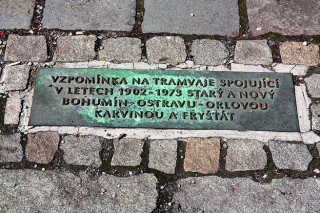 VZPOMÍNKA NA TRAMVAJE SPOJUJÍCÍ
V LETECH 1902-1973 STARÝ A NOVÝ
BOHUMÍN-OSTRAVU-ORLOVOU
KARVINOU A FRYŠTÁT